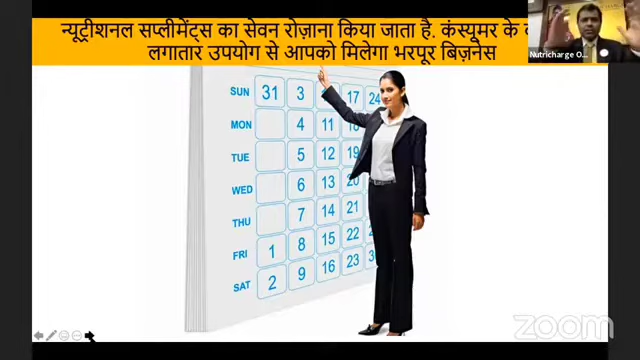 न्यूट्रीशनल सप्लीमेंट्स का सेवन रोज़ाना किया जाता है. कंस्यूमर के
लगातार उपयोग से आपको मिलेगा भरपूर बिज़नेस
Nutricharge O...
SUN 31 3 17 24
MON 4 11 18
TUE 5 12 19
WED 6 13 20
THU 7 14 21
FRI 1 8 15 22
SAT 2 9 16 23
zoom